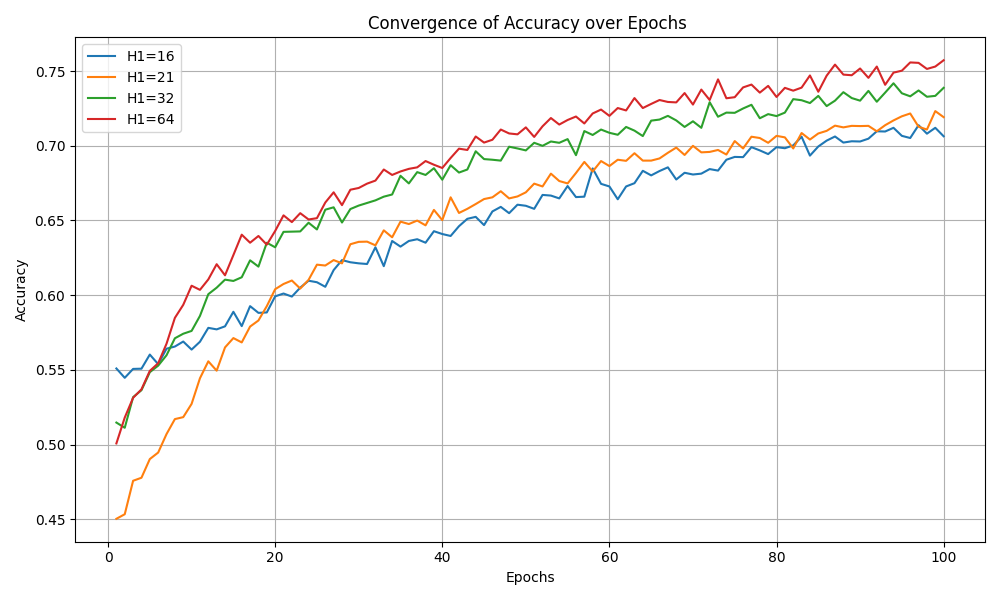 Convergence of Accuracy over Epochs
H1=16
H1=21
H1=32
H1=64
Accuracy
0.75
0.70
0.65
0.60
0.55
0.50
0.45
0 20 40 60 80 100
Epochs